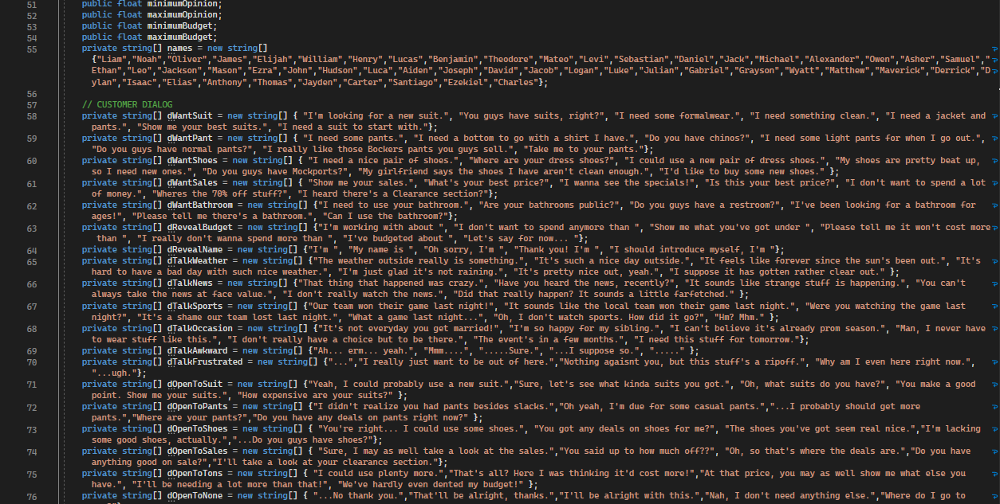 51 public float minimumOpinion;
52 public float maximumOpinion;
53 public float minimumBudget;
54 public float maximumBudget;
55 private string[] names = new string[]
{"Liam","Noah","Oliver","James","Elijah","William","Henry","Lucas","Benjamin","Theodore","Mateo","Levi","Sebastian","Daniel","Jack","Michael","Alexander","Owen","Asher","Samuel","
Ethan","Leo","Jackson","Mason","Ezra","John","Hudson","Luca","Aiden","Joseph","David","Jacob","Logan","Luke","Julian","Gabriel","Grayson","Wyatt","Matthew","Maverick","Derrick","D
ylan","Isaac","Elias","Anthony","Thomas","Jayden","Carter","Santiago","Ezekiel","Charles"};
56
57 // CUSTOMER DIALOG
58 private string[] dWantSuit = new string[] { "I'm looking for a new suit.", "You guys have suits, right?", "I need some formalwear.", "I need something clean.", "I need a jacket and
pants.", "Show me your best suits.", "I need a suit to start with."};
59 private string[] dWantPant = new string[] { "I need some pants.", "I need a bottom to go with a shirt I have.", "Do you have chinos?", "I need some light pants for when I go out.",
"Do you guys have normal pants?", "I really like those Bockers pants you guys sell.", "Take me to your pants."};
60 private string[] dWantShoes = new string[] { "I need a nice pair of shoes.", "Where are your dress shoes?", "I could use a new pair of dress shoes.", "My shoes are pretty beat up,
so I need new ones.", "Do you guys have Mockports?", "My girlfriend says the shoes I have aren't clean enough.", "I'd like to buy some new shoes." };
61 private string[] dWantSales = new string[] { "Show me your sales.", "What's your best price?", "I wanna see the specials!", "Is this your best price?", "I don't want to spend a lot
of money.", "Wheres the 70% off stuff?", "I heard there's a Clearance section?"};
62 private string[] dWantBathroom = new string[] {"I need to use your bathroom.", "Are your bathrooms public?", "Do you guys have a restroom?", "I've been looking for a bathroom for
ages!", "Please tell me there's a bathroom.", "Can I use the bathroom?"};
63 private string[] dRevealBudget = new string[] {"I'm working with about ", "I don't want to spend anymore than ", "Show me what you've got under ", "Please tell me it won't cost more
than ", "I really don't wanna spend more than ", "I've budgeted about ", "Let's say for now... "};
64 private string[] dRevealName = new string[] {"I'm ", "My name is ", "Oh sorry, I'm ", "Thank you! I'm ", "I should introduce myself, I'm "};
65 private string[] dTalkWeather = new string[] {"The weather outside really is something.", "It's such a nice day outside.", "It feels like forever since the sun's been out.", "It's
hard to have a bad day with such nice weather.", "I'm just glad it's not raining.", "It's pretty nice out, yeah.", "I suppose it has gotten rather clear out." };
66 private string[] dTalkNews = new string[] {"That thing that happened was crazy.", "Have you heard the news, recently?", "It sounds like strange stuff is happening.", "You can't
always take the news at face value.", "I don't really watch the news.", "Did that really happen? It sounds a little farfetched." };
67 private string[] dTalkSports = new string[] {"Our team won their game last night!", "It sounds like the local team won their game last night.", "Were you watching the game last
night?", "It's a shame our team lost last night.", "What a game last night...", "Oh, I don't watch sports. How did it go?", "Hm? Mhm." };
68 private string[] dTalkOccasion = new string[] {"It's not everyday you get married!", "I'm so happy for my sibling.", "I can't believe it's already prom season.", "Man, I never have
to wear stuff like this.", "I don't really have a choice but to be there.", "The event's in a few months.", "I need this stuff for tomorrow."};
69 private string[] dTalkAwkward = new string[] {"Ah... erm... yeah.", "Mmm....", ".....Sure.", "...I suppose so.", "....." };
70 private string[] dTalkFrustrated = new string[] {"...","I really just want to be out of here.","Nothing agaisnt you, but this stuff's a ripoff.", "Why am I even here right now.",
"...ugh."};
71 private string[] dOpenToSuit = new string[] {"Yeah, I could probably use a new suit.","Sure, let's see what kinda suits you got.", "Oh, what suits do you have?", "You make a good
point. Show me your suits.", "How expensive are your suits?" };
72 private string[] dOpenToPants = new string[] {"I didn't realize you had pants besides slacks.","Oh yeah, I'm due for some casual pants.","...I probably should get more
pants.","Where are your pants?","Do you have any deals on pants right now?" };
73 private string[] dOpenToShoes = new string[] { "You're right... I could use some shoes.", "You got any deals on shoes for me?", "The shoes you've got seem real nice.","I'm lacking
some good shoes, actually.","...Do you guys have shoes?"};
74 private string[] dOpenToSales = new string[] { "Sure, I may as well take a look at the sales.","You said up to how much off??", "Oh, so that's where the deals are.","Do you have
anything good on sale?","I'll take a look at your clearance section."};
75 private string[] dOpenToTons = new string[] { "I could use plenty more.","That's all? Here I was thinking it'd cost more!","At that price, you may as well show me what else you
have.", "I'll be needing a lot more than that!", "We've hardly even dented my budget!" };
76 private string[] dOpenToNone = new string[] { "...No thank you.","That'll be alright, thanks.","I'll be alright with this.","Nah, I don't need anything else.","Where do I go to